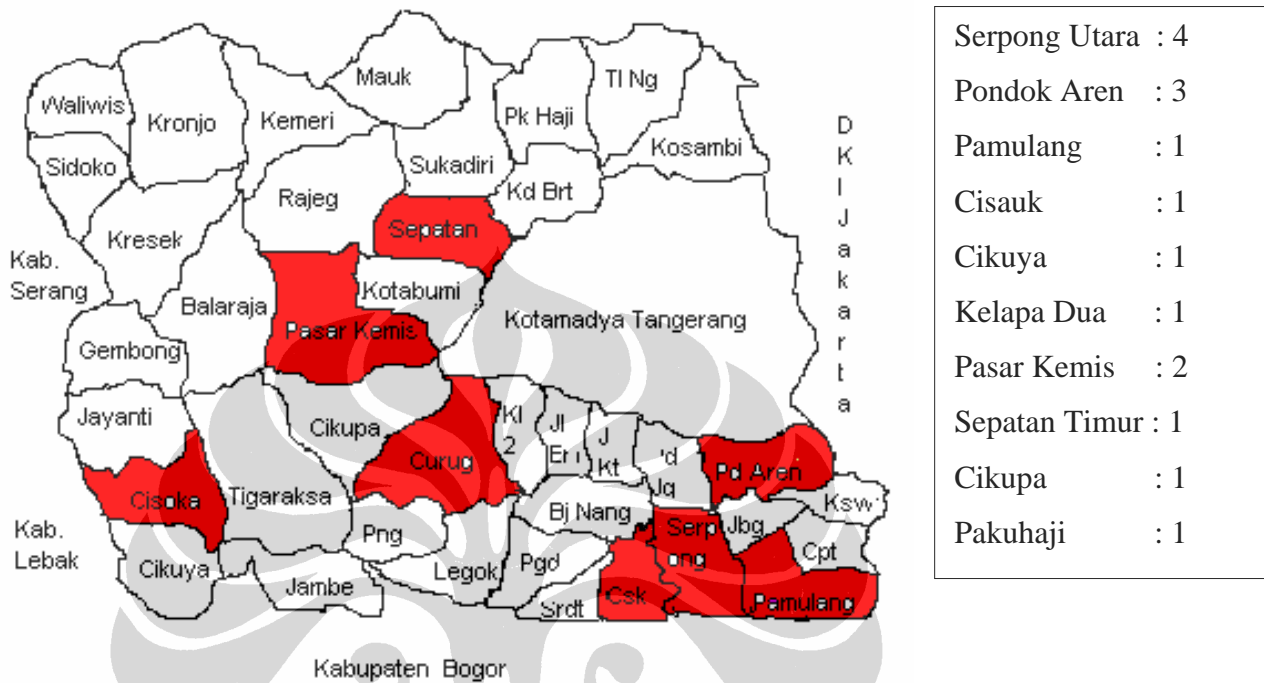 Mauk
Tl Ng
Waliwis
Kronjo
Kemeri
Pk Haji
Kosambi
Sidoko
Sukadiri
Rajeg
Kd Brt
Sepatan
Kresek
Kab.
Serang
Balaraja
Kotabumi
Kotamadya Tangerang
Pasar Kemis
Gembong
Jayanti
Cikupa
Kl
2
Jl
J
Kt
Curug
Pd Aren
Cisoka
Tigaraksa
Ksw
Kab.
Lebak
Png
Bj Nang
Serp
ong
Jbg
Cpt
Cikuya
Jambe
Legok
Pgd
Srdt
Csk
Pamulang
Kabupaten Bogor
D
K
I
J
a
k
a
r
t
a
Serpong Utara : 4
Pondok Aren : 3
Pamulang : 1
Cisauk : 1
Cikuya : 1
Kelapa Dua : 1
Pasar Kemis : 2
Sepatan Timur : 1
Cikupa : 1
Pakuhaji : 1